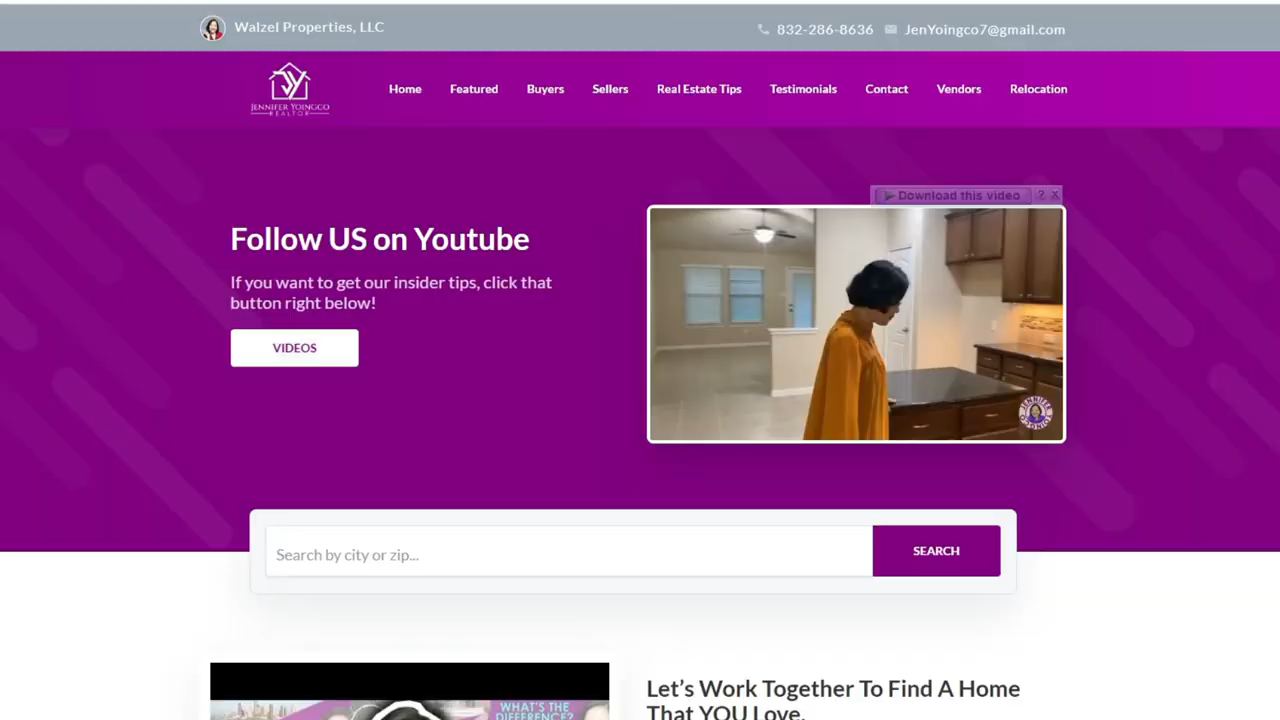 Walzel Properties, LLC
832-286-8636
JenYoingco7@gmail.com
JENNIFER YOINGCO
REALTOR
Home
Featured
Buyers
Sellers
Real Estate Tips
Testimonials
Contact
Vendors
Relocation
Download this video
?
X
Follow US on Youtube
If you want to get our insider tips, click that
button right below!
VIDEOS
JENNIFER
YOINGCO
Search by city or zip...
SEARCH
WHAT'S THE
DIFFERENCE?
Let's Work Together To Find A Home
That YOU Love.